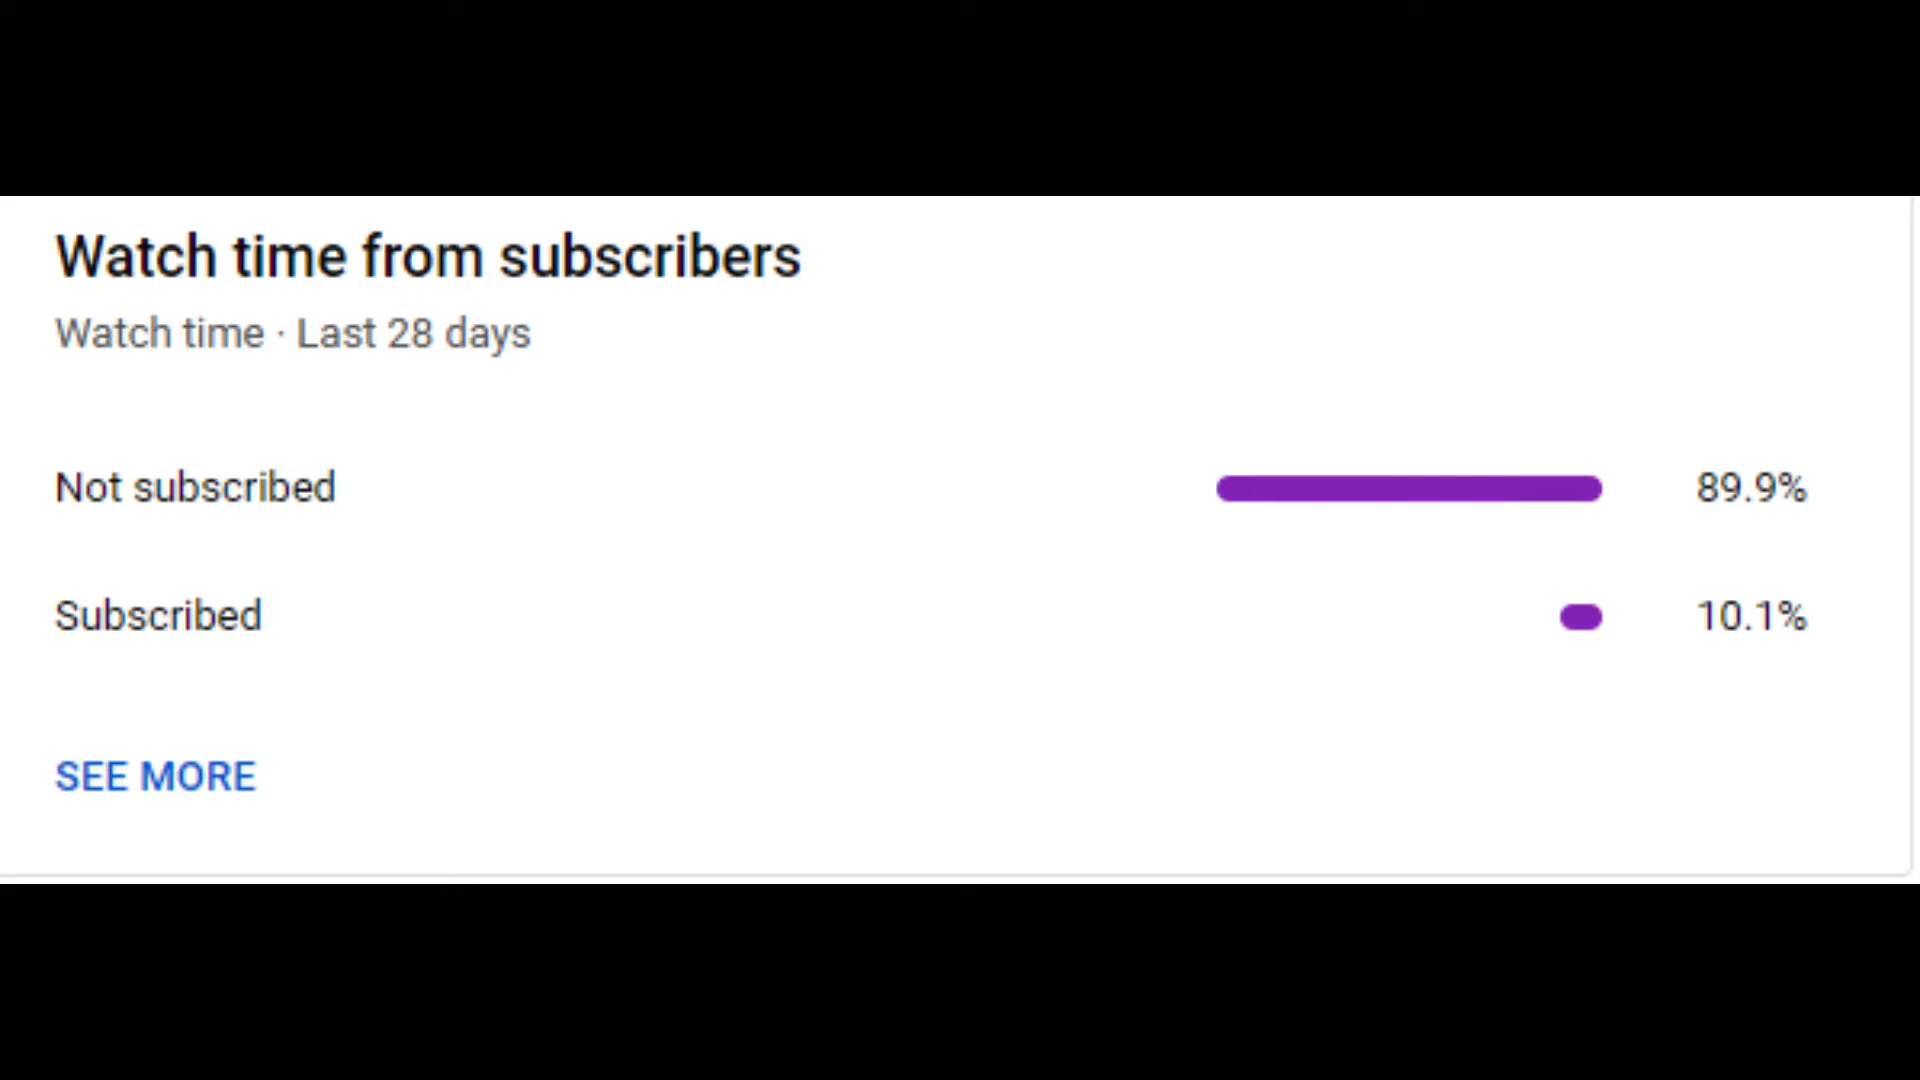 Watch time from subscribers
Watch time · Last 28 days
Not subscribed 89.9%
Subscribed 10.1%
SEE MORE